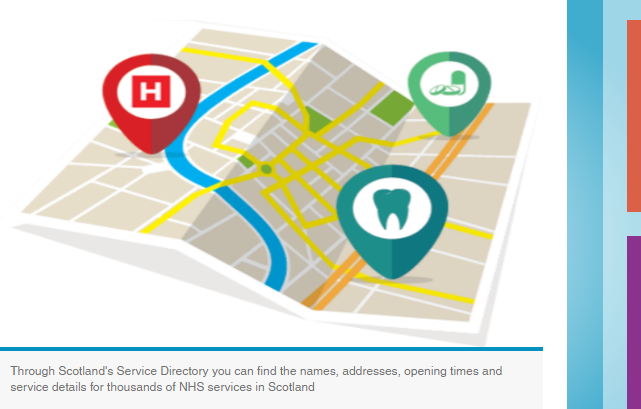 H
Through Scotland's Service Directory you can find the names, addresses, opening times and
service details for thousands of NHS services in Scotland